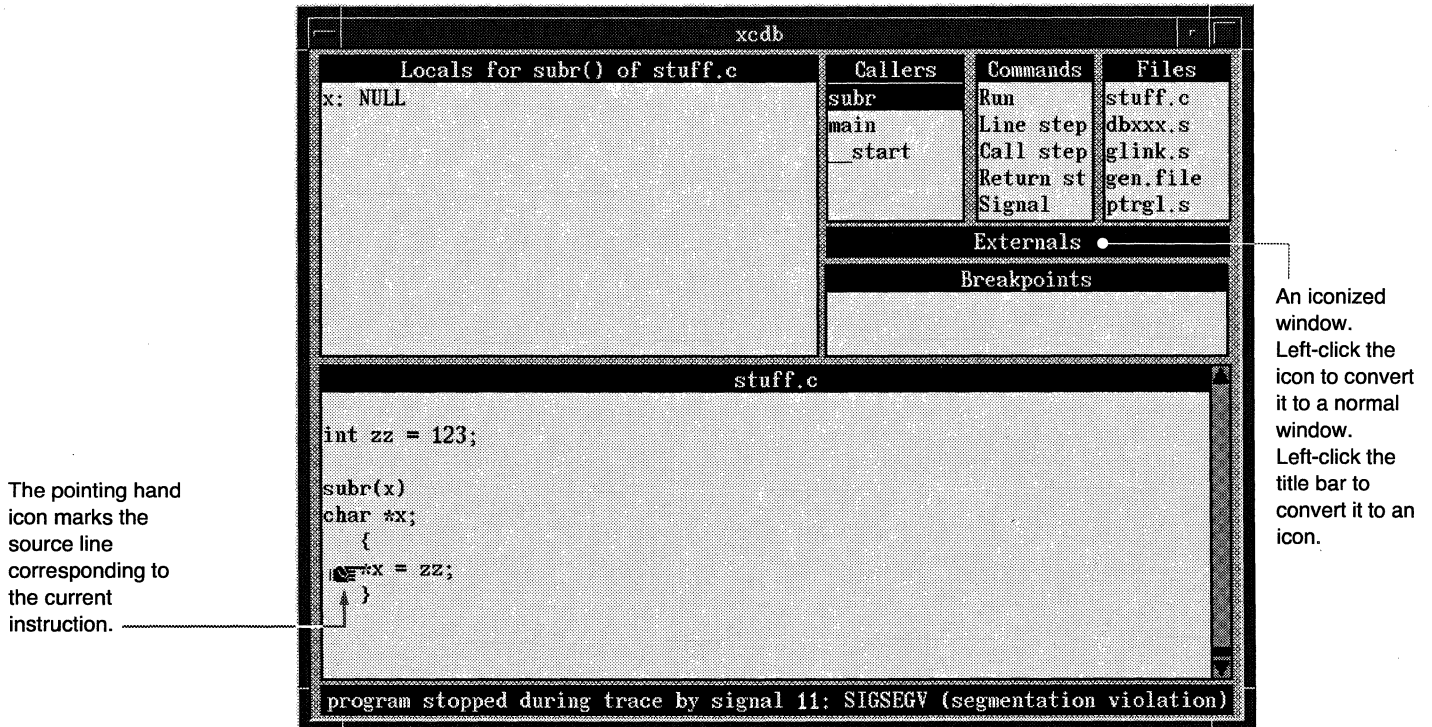 xcdb
Locals for subr() of stuff.c
x: NULL
Callers
subr
main
__start
Commands
Run
Line step
Call step
Return st
Signal
Files
stuff.c
dbxxx.s
glink.s
gen.file
ptrgl.s
Externals
Breakpoints
An iconized
window.
Left-click the
icon to convert
it to a normal
window.
Left-click the
title bar to
convert it to an
icon.
stuff.c
int zz = 123;
subr(x)
char *x;
{
*x = zz;
}
The pointing hand
icon marks the
source line
corresponding to
the current
instruction.
program stopped during trace by signal 11: SIGSEGV (segmentation violation)